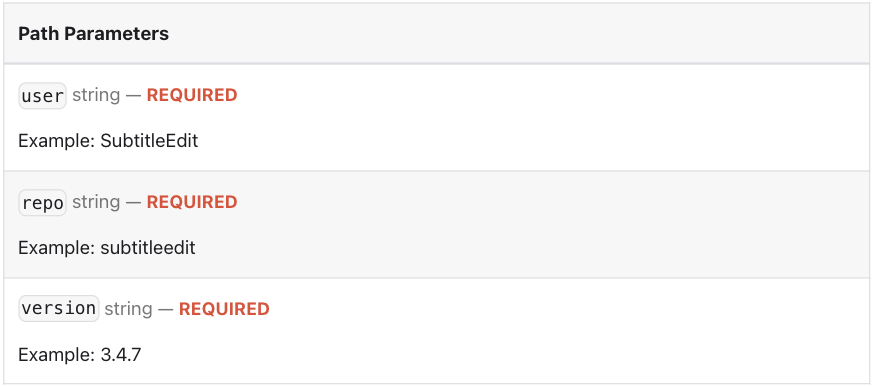 Path Parameters
user string — REQUIRED
Example: SubtitleEdit
repo string — REQUIRED
Example: subtitleedit
version string — REQUIRED
Example: 3.4.7